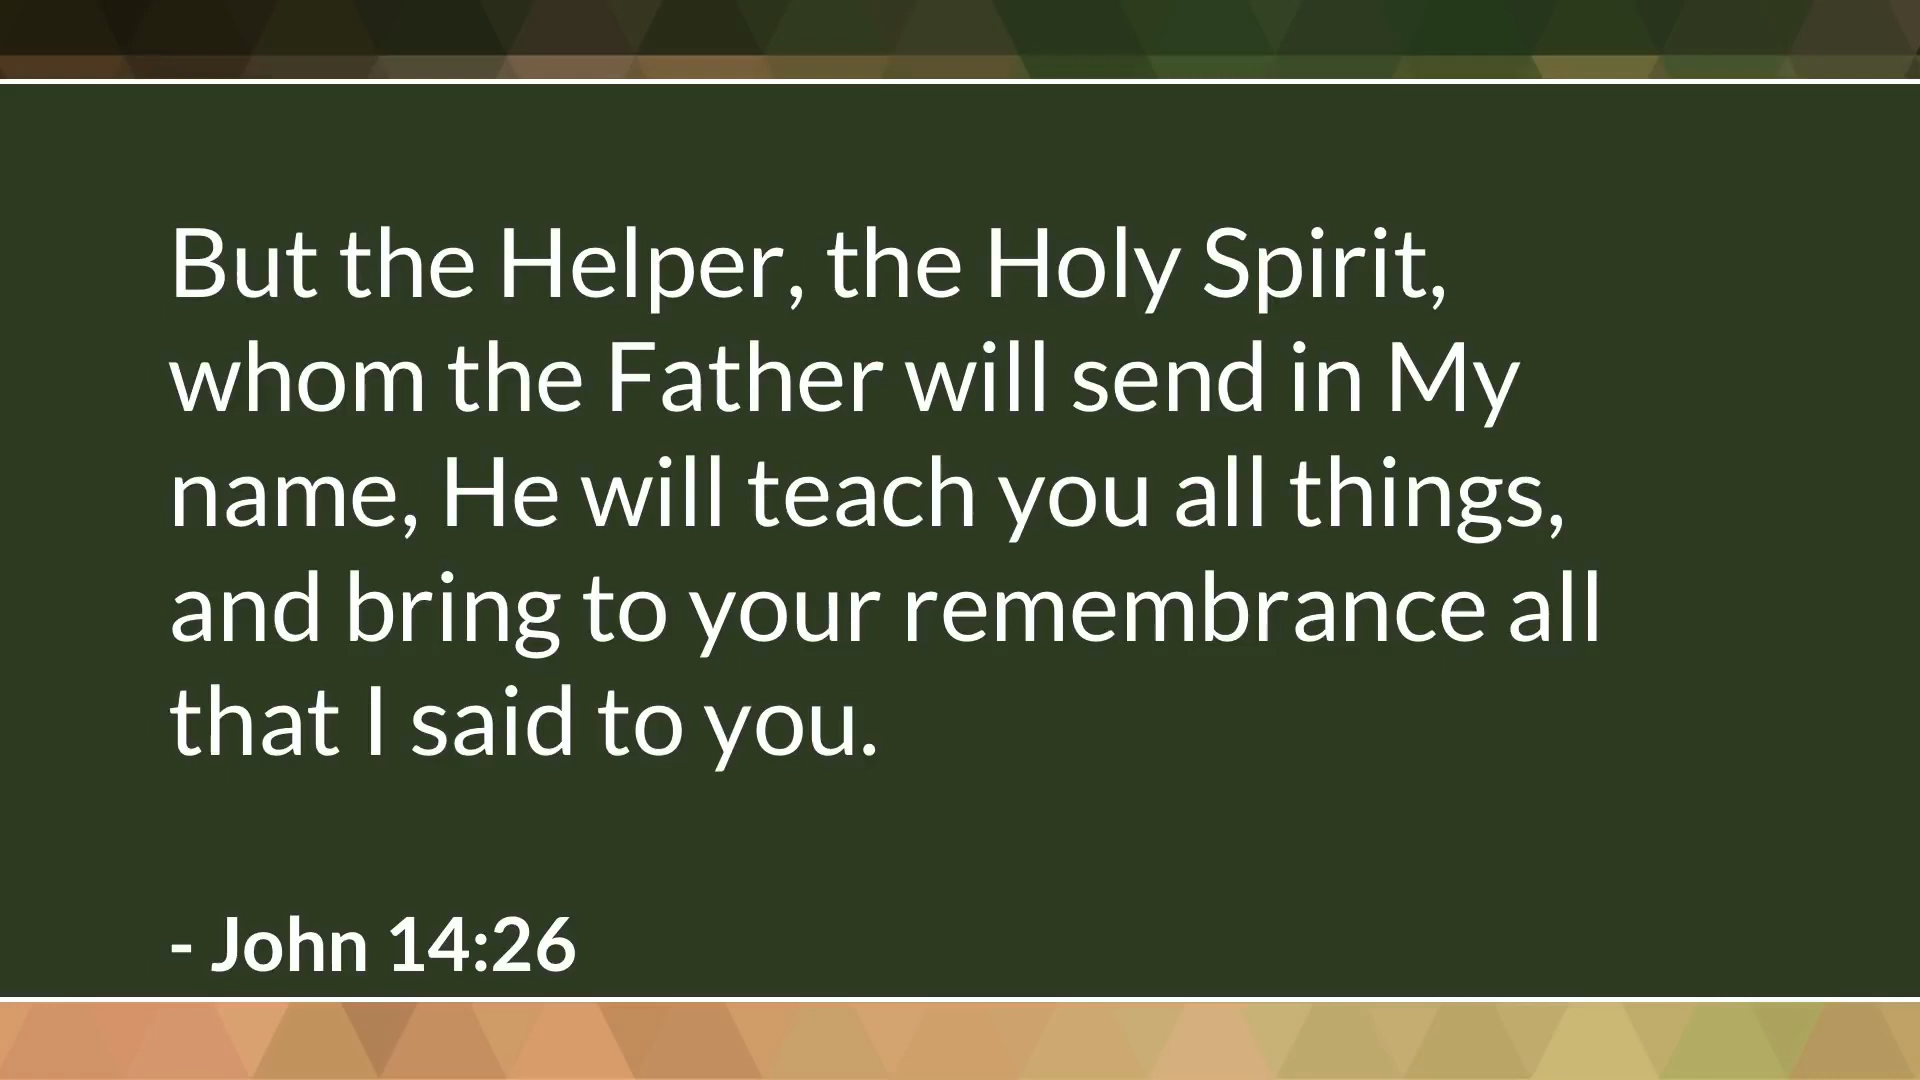 But the Helper, the Holy Spirit,
whom the Father will send in My
name, He will teach you all things,
and bring to your remembrance all
that I said to you.
- John 14:26